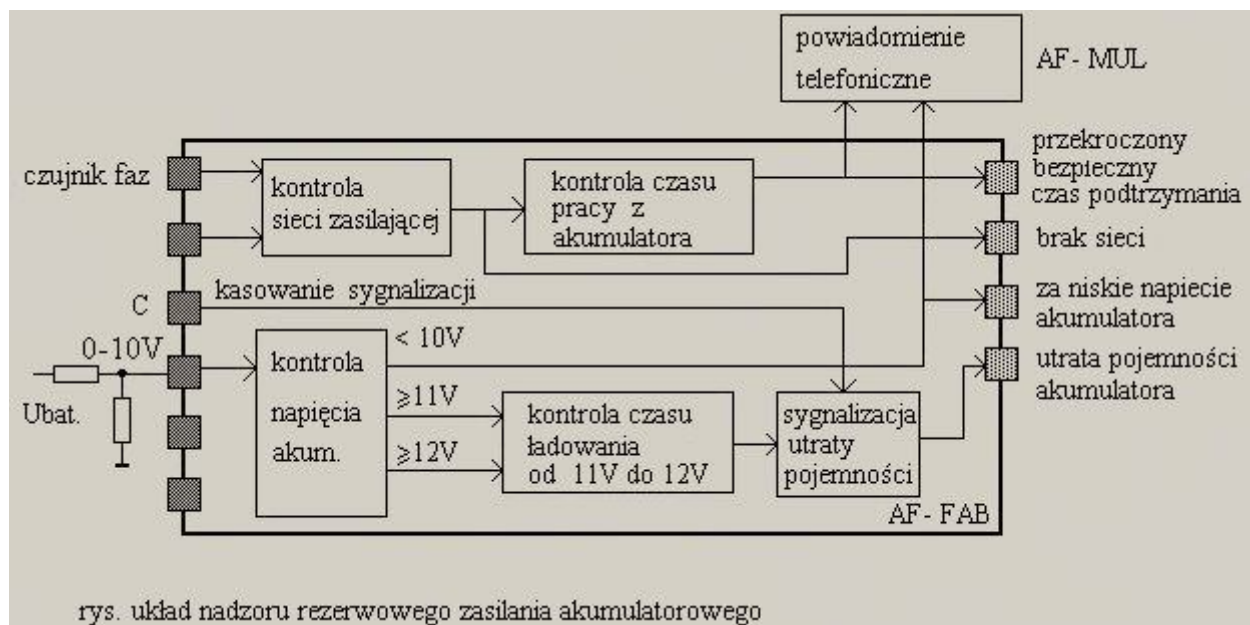 powiadomienie
telefoniczne
AF- MUL
czujnik faz
kontrola
sieci zasilającej
kontrola czasu
pracy z
akumulatora
przekroczony
bezpieczny
czas podtrzymania
brak sieci
C
kasowanie sygnalizacji
za niskie napiecie
akumulatora
0-10V
Ubat.
kontrola
napięcia
akum.
< 10V
⩾11V
⩾12V
kontrola czasu
ładowania
od 11V do 12V
sygnalizacja
utraty
pojemności
utrata pojemności
akumulatora
AF- FAB
rys. układ nadzoru rezerwowego zasilania akumulatorowego